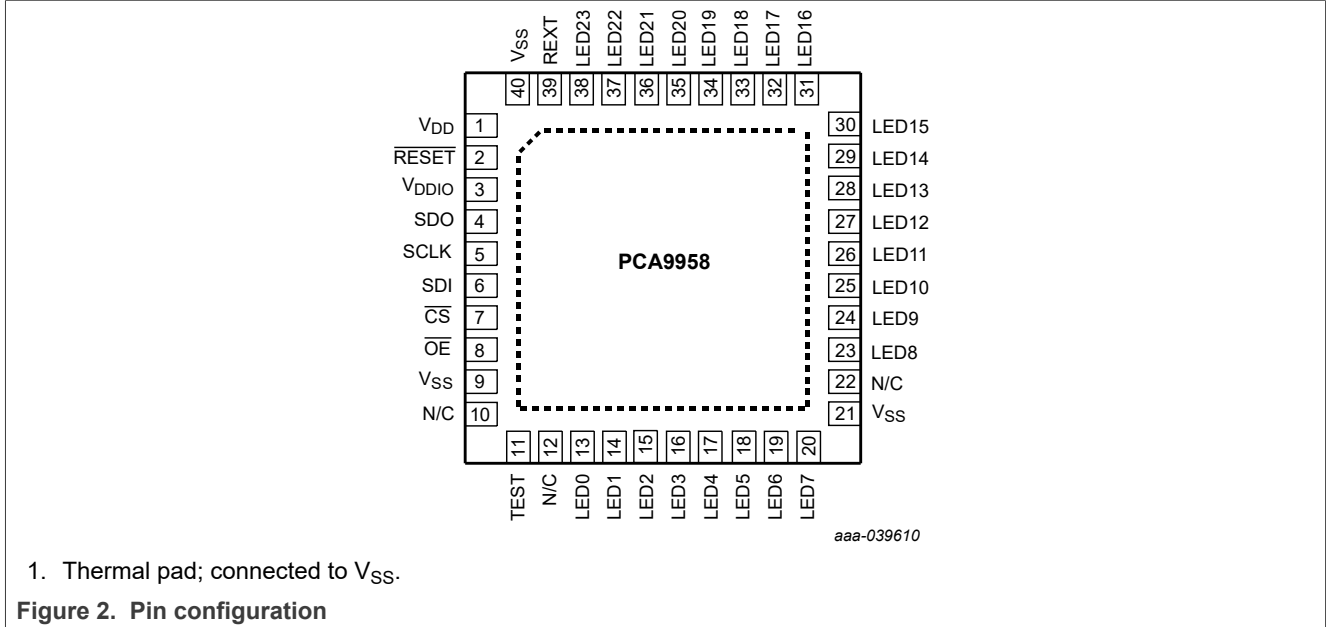 VSS REXT LED23 LED22 LED21 LED20 LED19 LED18 LED17 LED16
40 39 38 37 36 35 34 33 32 31
VDD 1 30 LED15
RESET 2 29 LED14
VDDIO 3 28 LED13
SDO 4 27 LED12
SCLK 5 26 LED11
PCA9958
SDI 6 25 LED10
CS 7 24 LED9
OE 8 23 LED8
VSS 9 22 N/C
N/C 10 21 VSS
11 12 13 14 15 16 17 18 19 20
TEST N/C LED0 LED1 LED2 LED3 LED4 LED5 LED6 LED7
aaa-039610
1. Thermal pad; connected to VSS.
Figure 2. Pin configuration